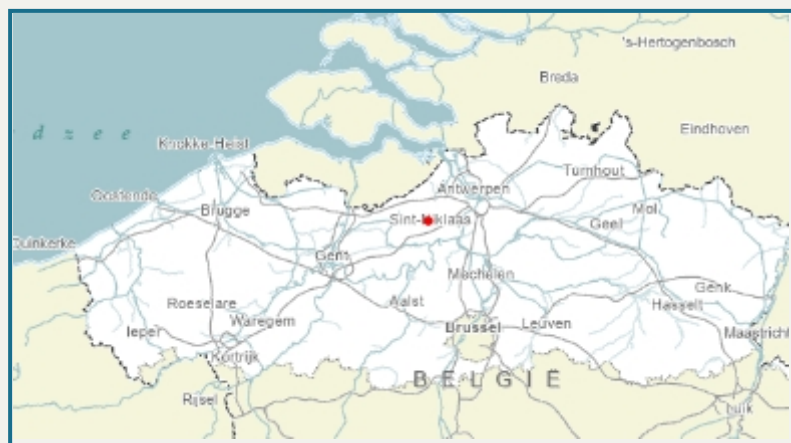 's-Hertogenbosch
Breda
Eindhoven
d z e e
Knokke-Heist
Turnhout
Antwerpen
Oostende
Mol
Brugge
Sint-Niklaas
Geel
Duinkerke
Gent
Mechelen
Genk
Roeselare
Aalst
Hasselt
Waregem
Ieper
Brussel
Leuven
Maastricht
Kortrijk
BELGIË
Rijsel
Luik